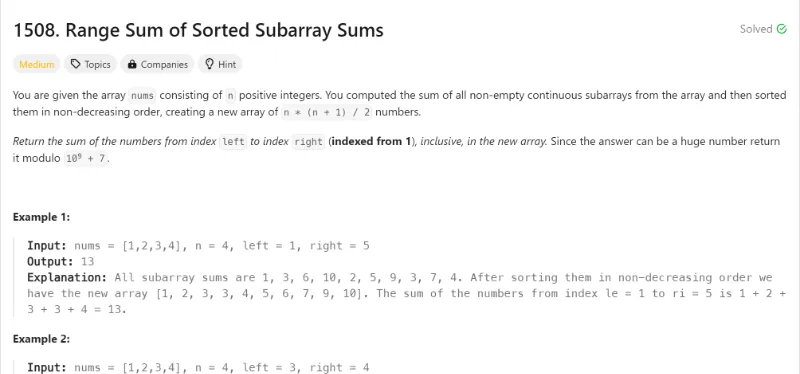 1508. Range Sum of Sorted Subarray Sums
Solved
Medium Topics Companies Hint
You are given the array nums consisting of n positive integers. You computed the sum of all non-empty continuous subarrays from the array and then sorted
them in non-decreasing order, creating a new array of n * (n + 1) / 2 numbers.
Return the sum of the numbers from index left to index right (indexed from 1), inclusive, in the new array. Since the answer can be a huge number return
it modulo 10⁹ + 7.
Example 1:
Input: nums = [1,2,3,4], n = 4, left = 1, right = 5
Output: 13
Explanation: All subarray sums are 1, 3, 6, 10, 2, 5, 9, 3, 7, 4. After sorting them in non-decreasing order we
have the new array [1, 2, 3, 3, 4, 5, 6, 7, 9, 10]. The sum of the numbers from index le = 1 to ri = 5 is 1 + 2 +
3 + 3 + 4 = 13.
Example 2:
Input: nums = [1,2,3,4], n = 4, left = 3, right = 4